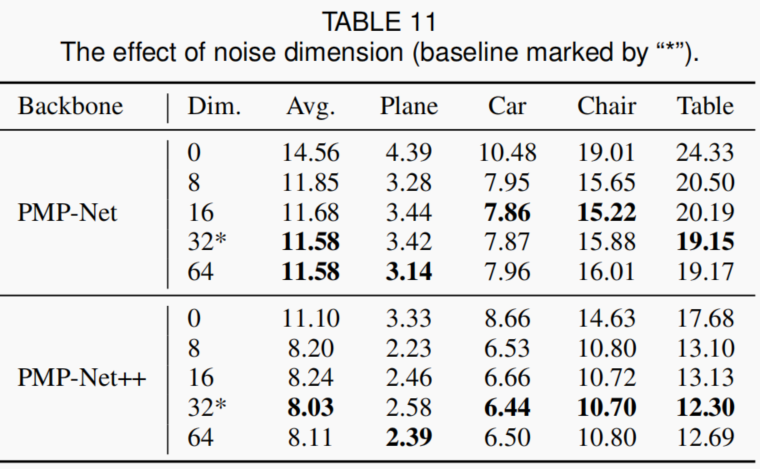 TABLE 11
The effect of noise dimension (baseline marked by “*”).
Backbone Dim. Avg. Plane Car Chair Table
0 14.56 4.39 10.48 19.01 24.33
8 11.85 3.28 7.95 15.65 20.50
PMP-Net 16 11.68 3.44 7.86 15.22 20.19
32* 11.58 3.42 7.87 15.88 19.15
64 11.58 3.14 7.96 16.01 19.17
0 11.10 3.33 8.66 14.63 17.68
8 8.20 2.23 6.53 10.80 13.10
PMP-Net++ 16 8.24 2.46 6.66 10.72 13.13
32* 8.03 2.58 6.44 10.70 12.30
64 8.11 2.39 6.50 10.80 12.69